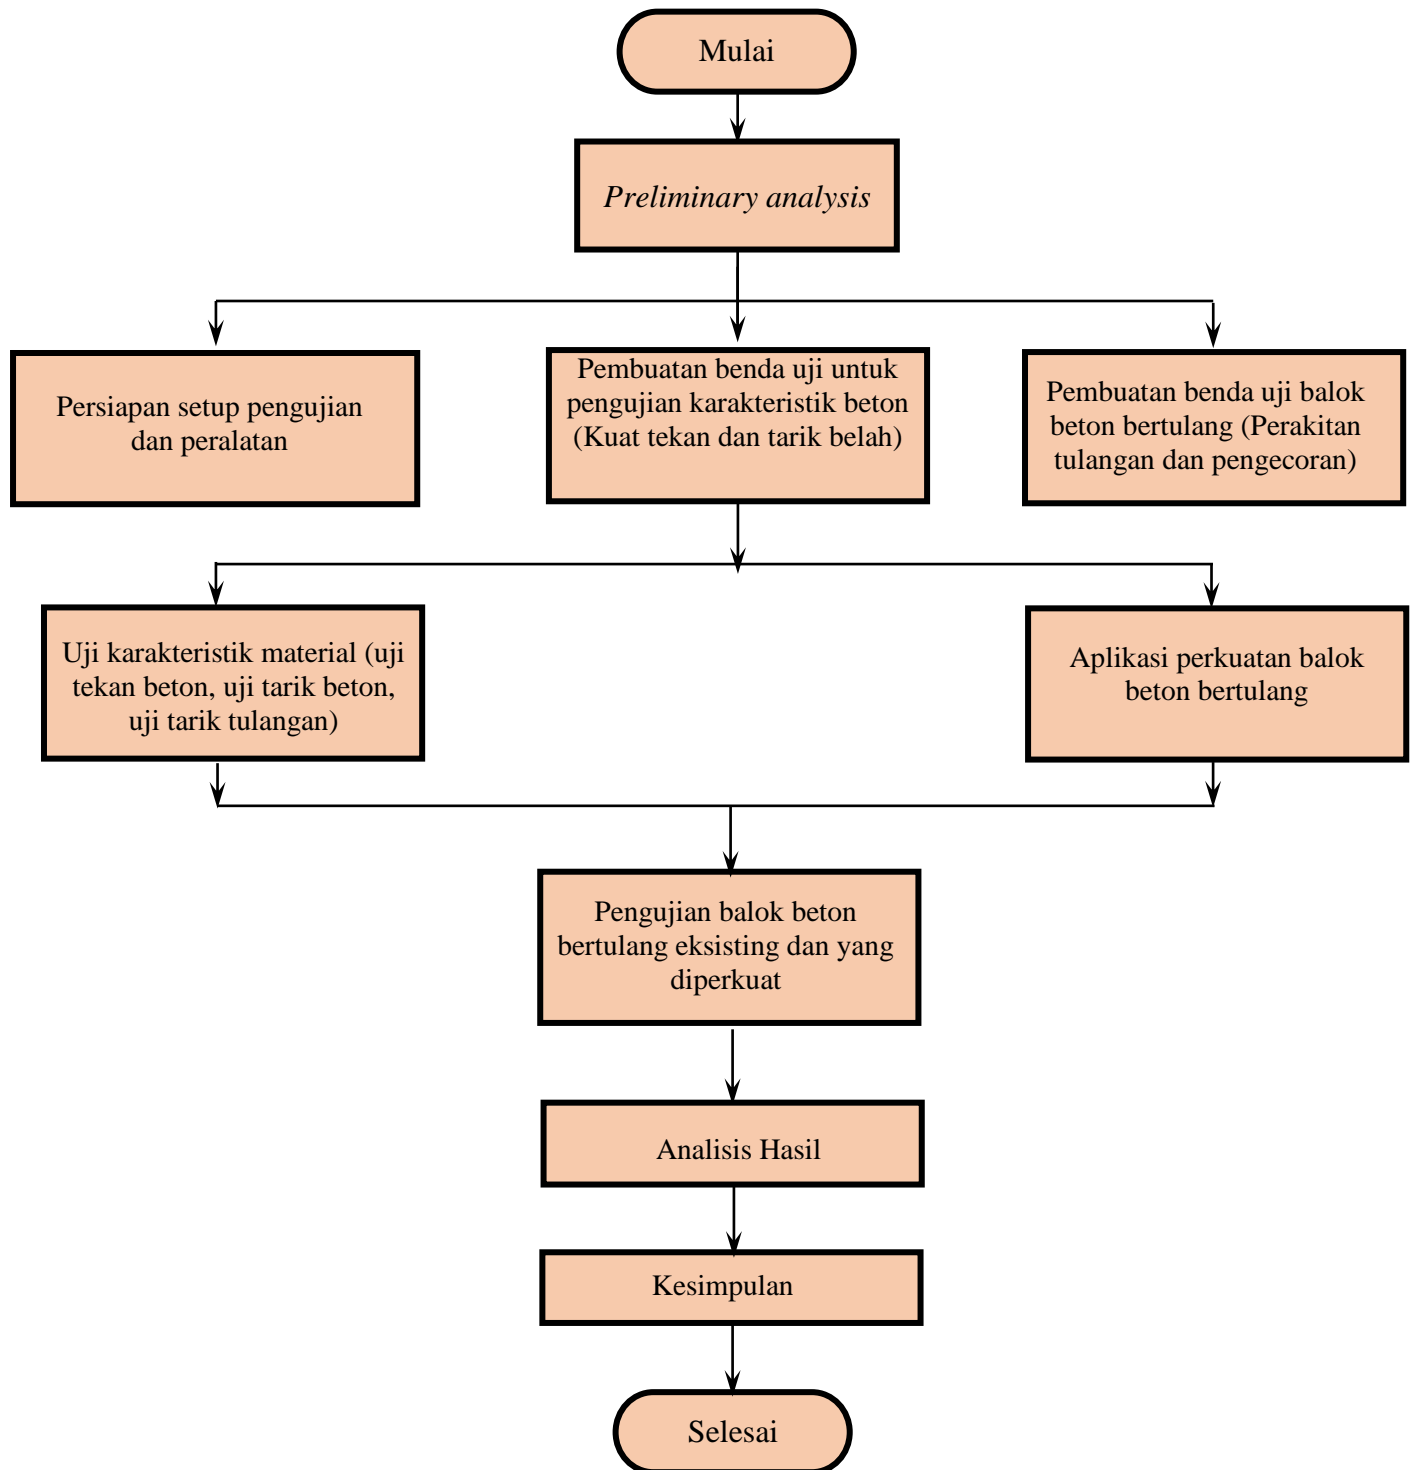 Mulai
Preliminary analysis
Persiapan setup pengujian
dan peralatan
Pembuatan benda uji untuk
pengujian karakteristik beton
(Kuat tekan dan tarik belah)
Pembuatan benda uji balok
beton bertulang (Perakitan
tulangan dan pengecoran)
Uji karakteristik material (uji
tekan beton, uji tarik beton,
uji tarik tulangan)
Aplikasi perkuatan balok
beton bertulang
Pengujian balok beton
bertulang eksisting dan yang
diperkuat
Analisis Hasil
Kesimpulan
Selesai